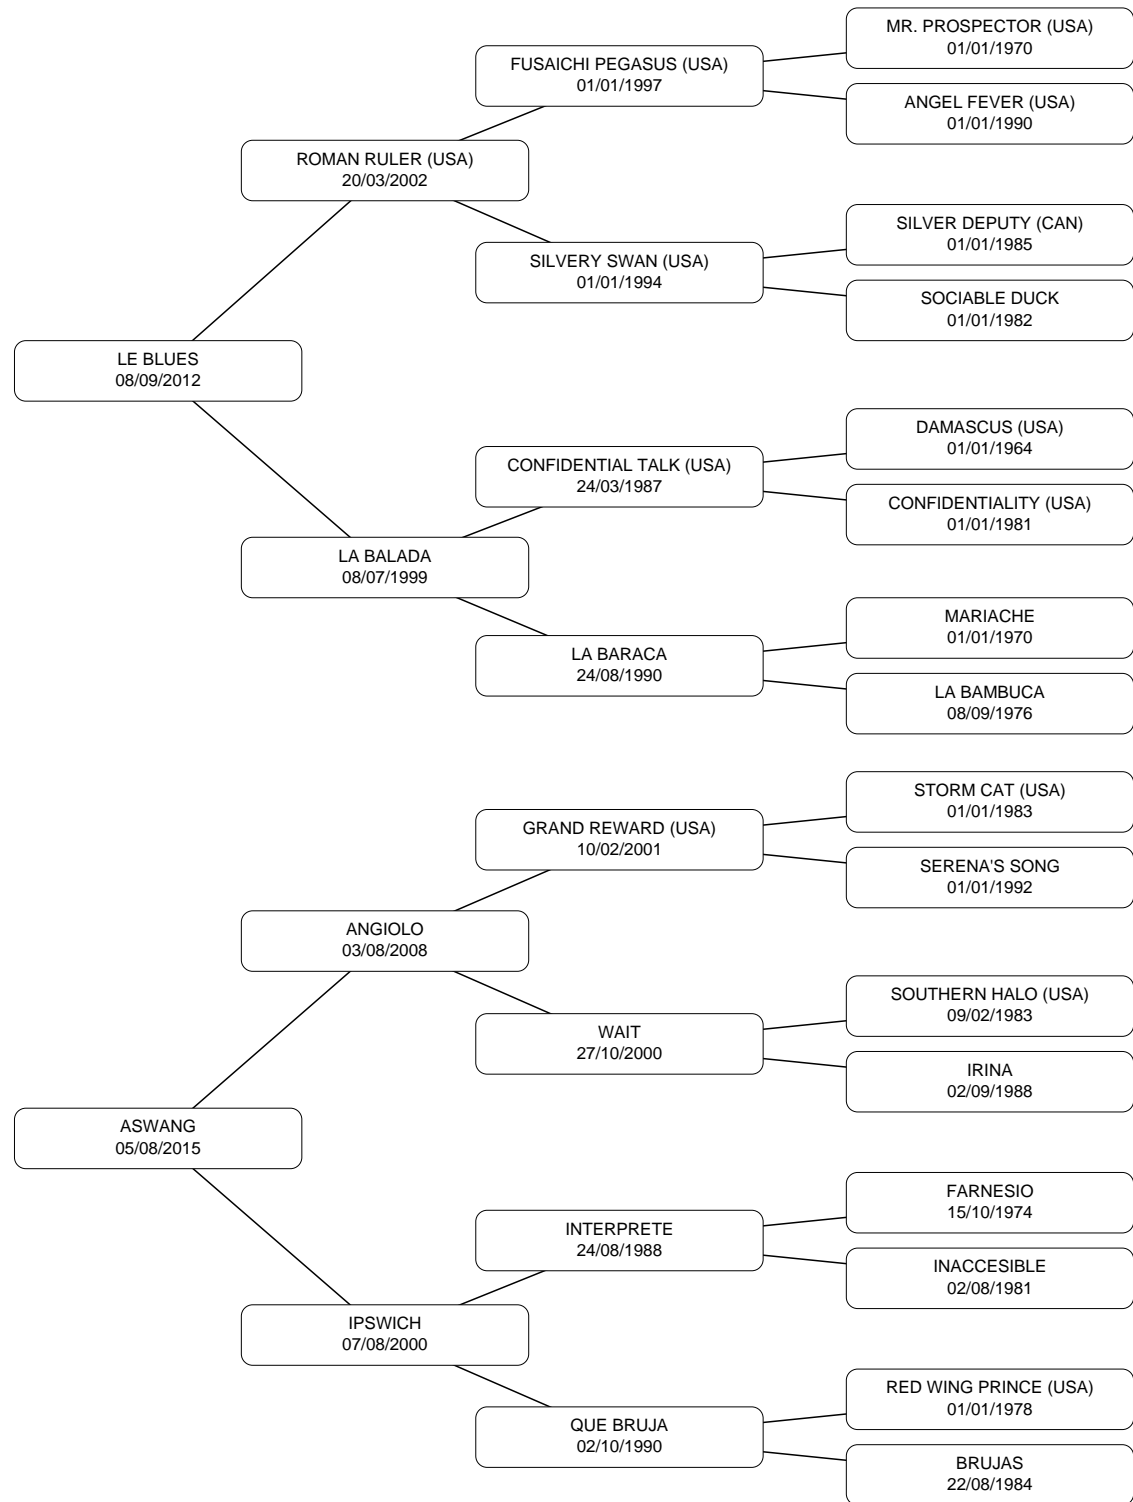 MR. PROSPECTOR (USA)
01/01/1970
FUSAICHI PEGASUS (USA)
01/01/1997
ANGEL FEVER (USA)
01/01/1990
ROMAN RULER (USA)
20/03/2002
SILVER DEPUTY (CAN)
01/01/1985
SILVERY SWAN (USA)
01/01/1994
SOCIABLE DUCK
01/01/1982
LE BLUES
08/09/2012
DAMASCUS (USA)
01/01/1964
CONFIDENTIAL TALK (USA)
24/03/1987
CONFIDENTIALITY (USA)
01/01/1981
LA BALADA
08/07/1999
MARIACHE
01/01/1970
LA BARACA
24/08/1990
LA BAMBUCA
08/09/1976
STORM CAT (USA)
01/01/1983
GRAND REWARD (USA)
10/02/2001
SERENA'S SONG
01/01/1992
ANGIOLO
03/08/2008
SOUTHERN HALO (USA)
09/02/1983
WAIT
27/10/2000
IRINA
02/09/1988
ASWANG
05/08/2015
FARNESIO
15/10/1974
INTERPRETE
24/08/1988
INACCESIBLE
02/08/1981
IPSWICH
07/08/2000
RED WING PRINCE (USA)
01/01/1978
QUE BRUJA
02/10/1990
BRUJAS
22/08/1984